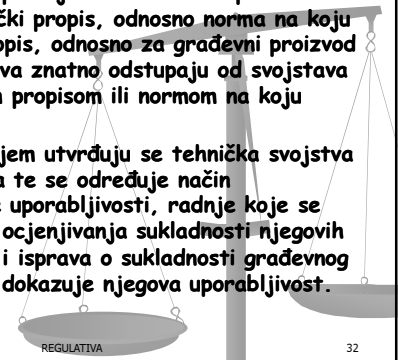 čki propis, odnosno norma na koju
opis, odnosno za građevni proizvod
va znatno odstupaju od svojstava
propisom ili normom na koju
jem utvrđuju se tehnička svojstva
a te se određuje način
uporabljivosti, radnje koje se
ocjenjivanja sukladnosti njegovih
i isprava o sukladnosti građevnog
dokazuje njegova uporabljivost.
REGULATIVA 32